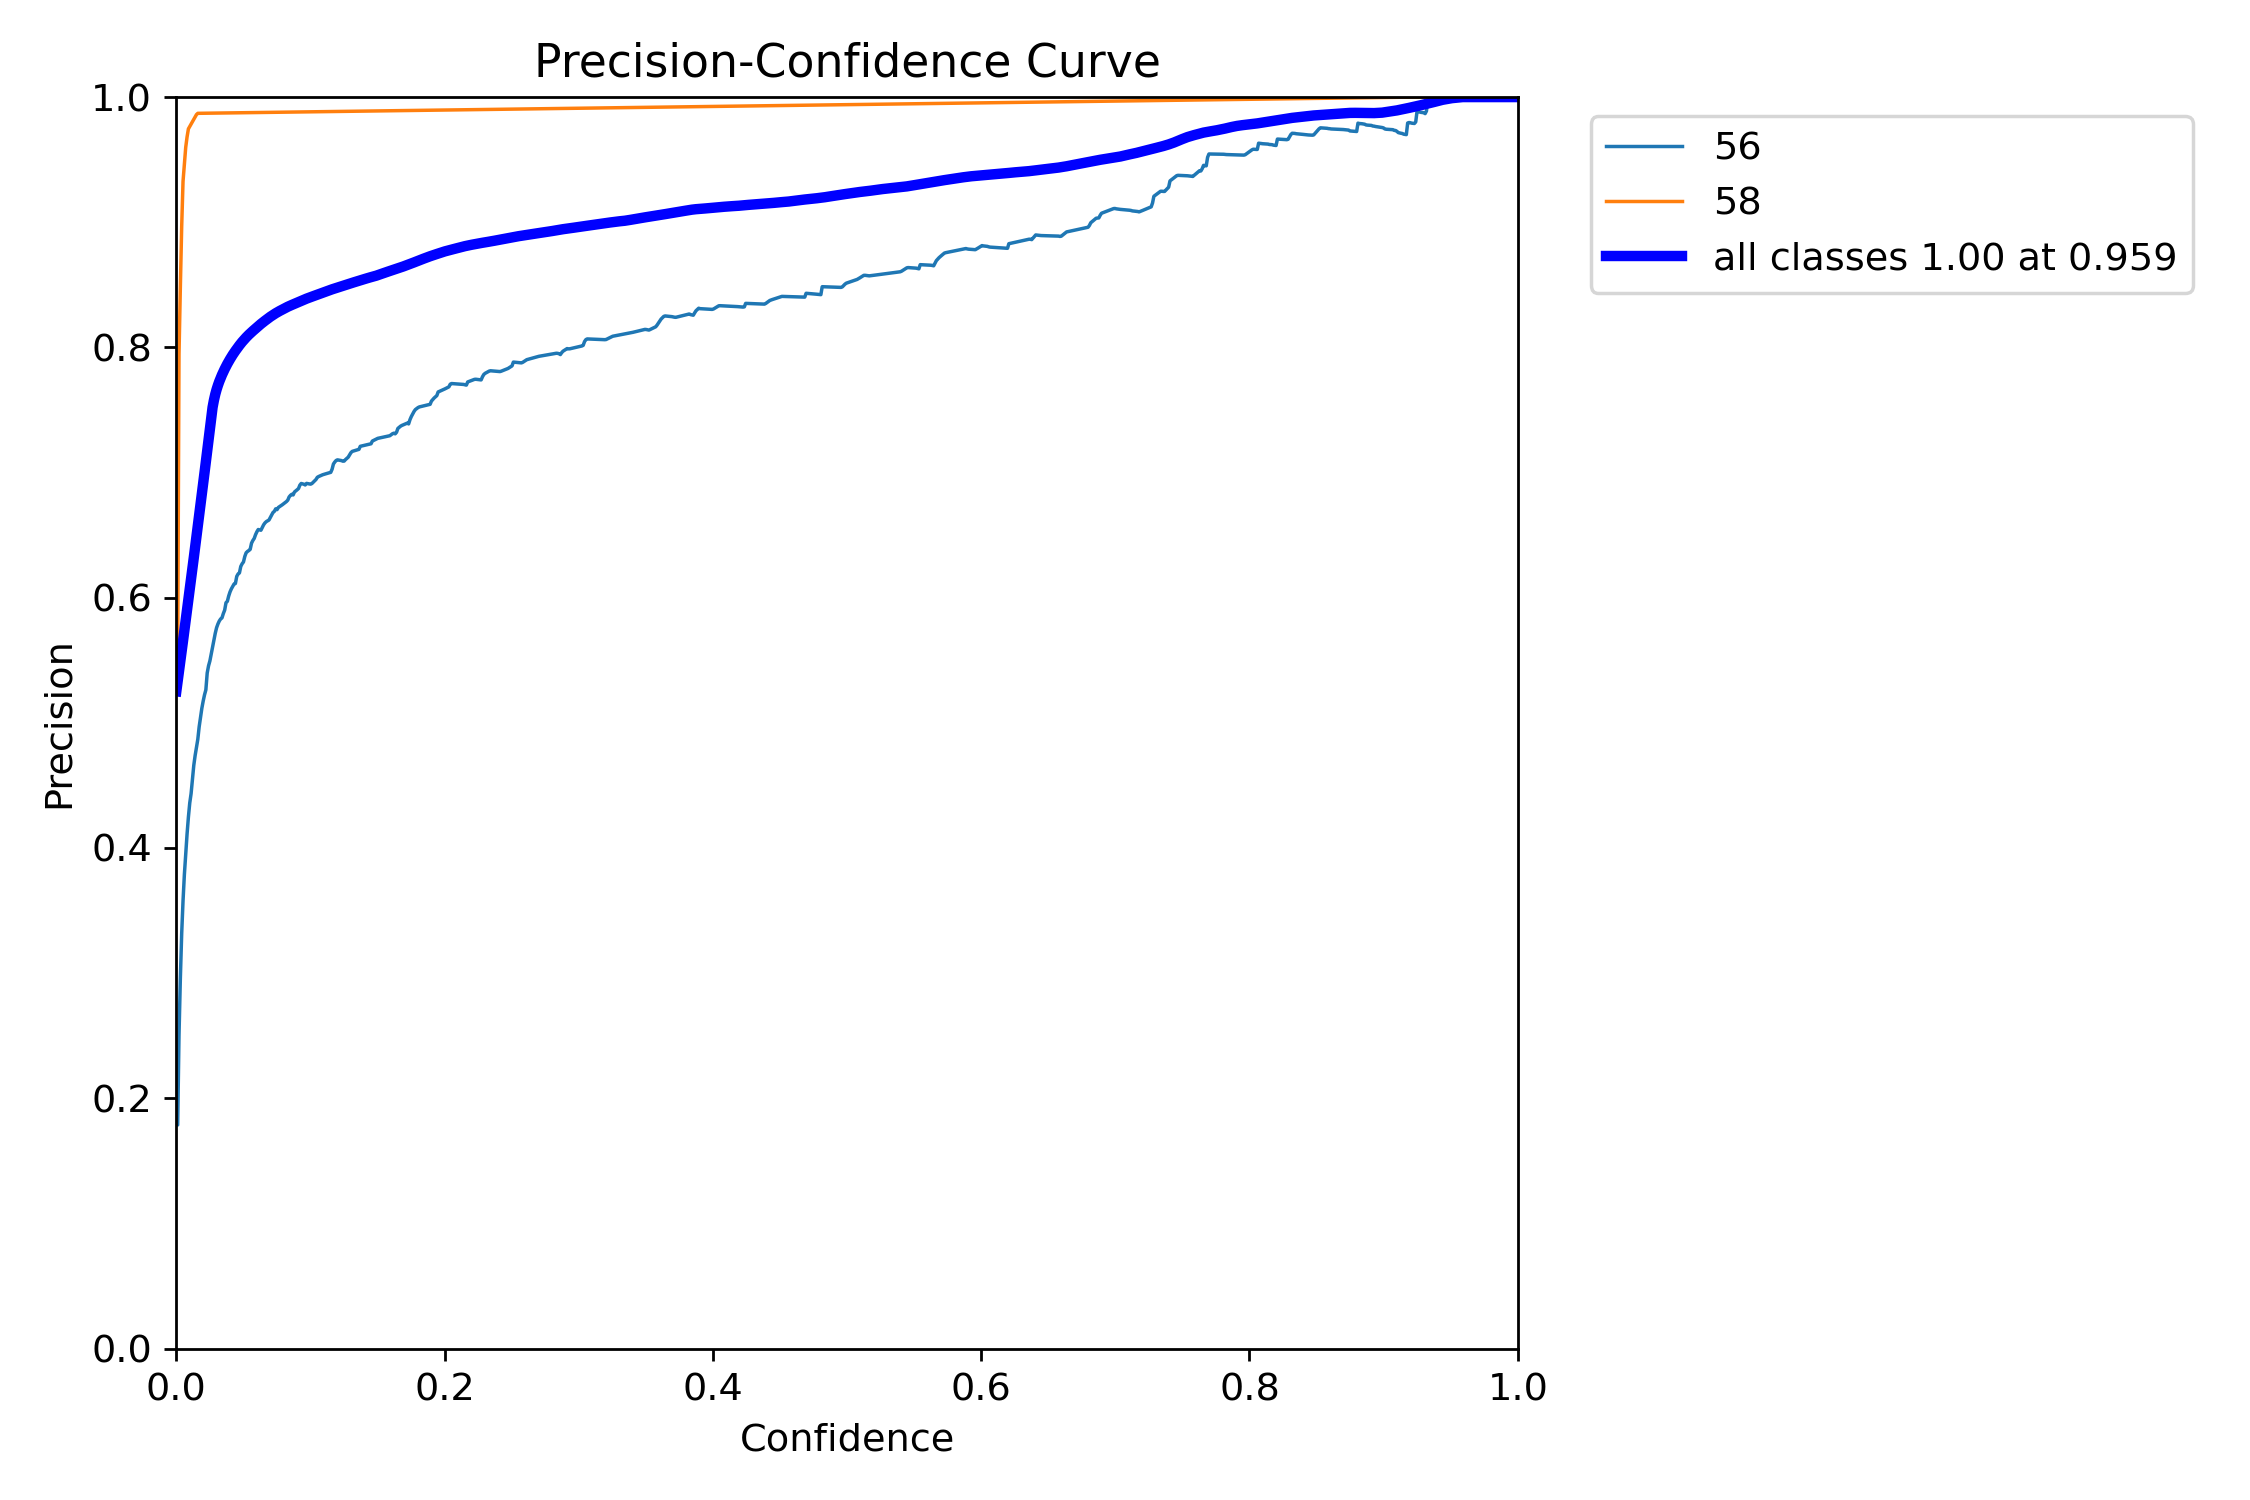 Precision-Confidence Curve
1.0
0.8
0.6
0.4
0.2
0.0
Precision
0.0 0.2 0.4 0.6 0.8 1.0
Confidence
56
58
all classes 1.00 at 0.959